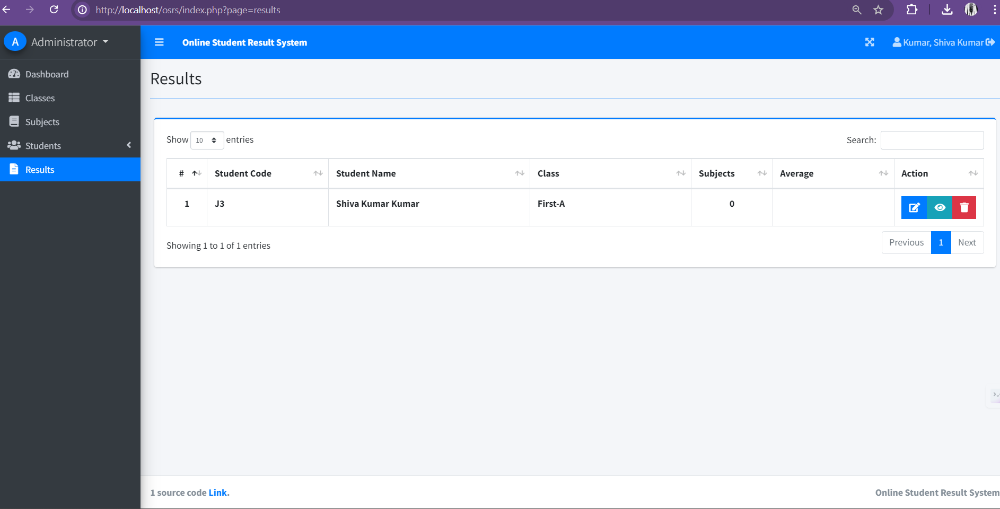 http://localhost/osrs/index.php?page=results
A Administrator
Online Student Result System
Kumar, Shiva Kumar
Dashboard
Classes
Subjects
Students
Results
Results
Show 10 entries
Search:
# Student Code Student Name Class Subjects Average Action
1 J3 Shiva Kumar Kumar First-A 0
Showing 1 to 1 of 1 entries
Previous 1 Next
1 source code Link.
Online Student Result System